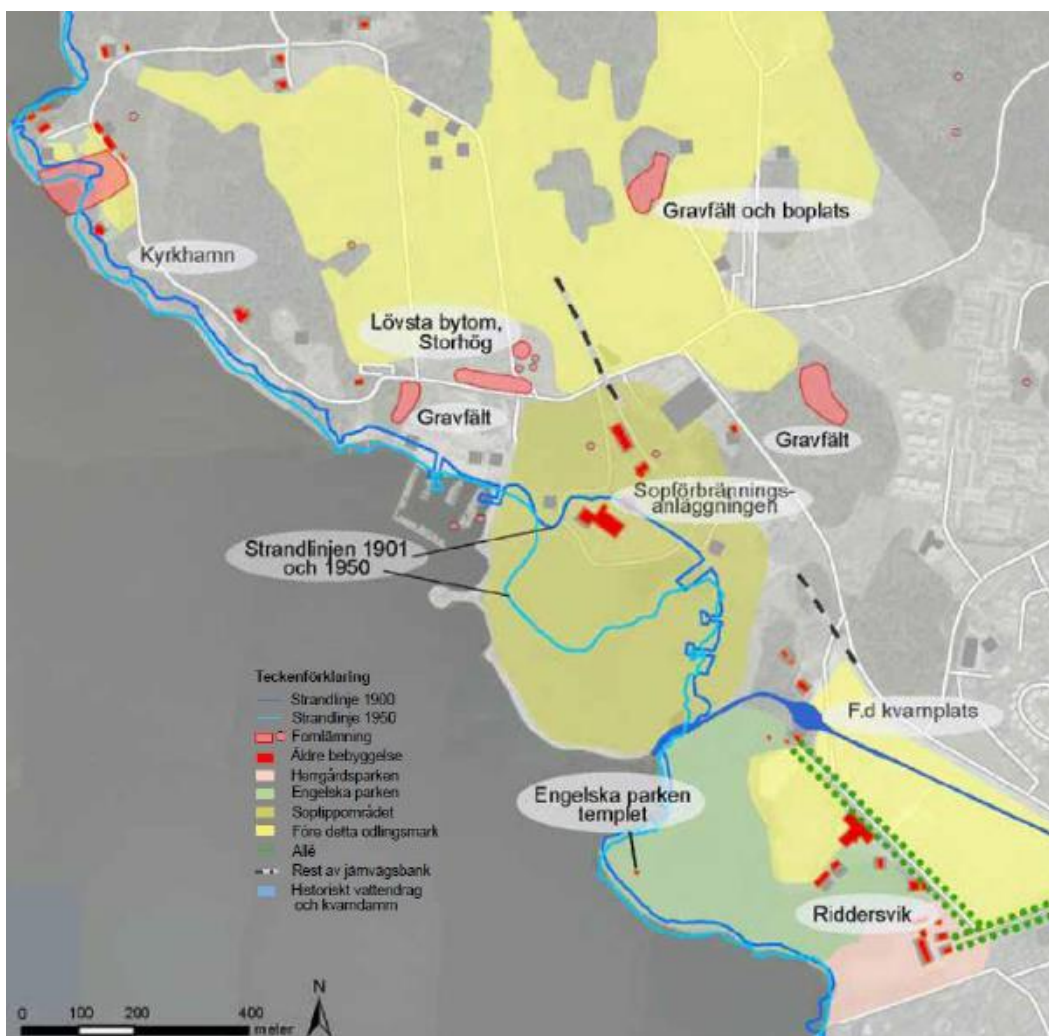 Gravfält och boplats
Kyrkhamn
Lövsta bytom,
Storhög
Gravfält
Gravfält
Sopförbrännings-
anläggningen
Strandlinjen 1901
och 1950
Teckenförklaring
Strandlinje 1900
Strandlinje 1950
Fornlämning
Äldre bebyggelse
Herrgårdsparken
Engelska parken
Soptippområdet
Före detta odlingsmark
Allé
Rest av järnvägsbank
Historiskt vattendrag
och kvarndamm
F.d kvarnplats
Engelska parken
templet
Riddersvik
N
0 100 200 400
meter